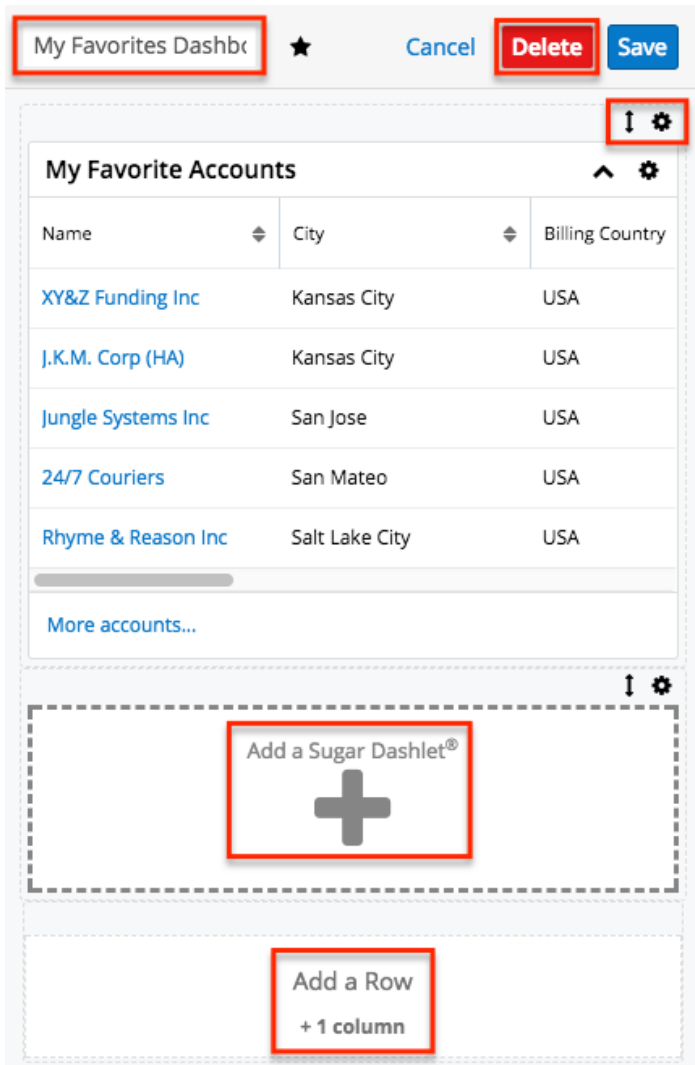 My Favorites Dashbo Cancel Delete Save
My Favorite Accounts
Name City Billing Country
XY&Z Funding Inc Kansas City USA
J.K.M. Corp (HA) Kansas City USA
Jungle Systems Inc San Jose USA
24/7 Couriers San Mateo USA
Rhyme & Reason Inc Salt Lake City USA
More accounts...
Add a Sugar Dashlet®
Add a Row
+ 1 column